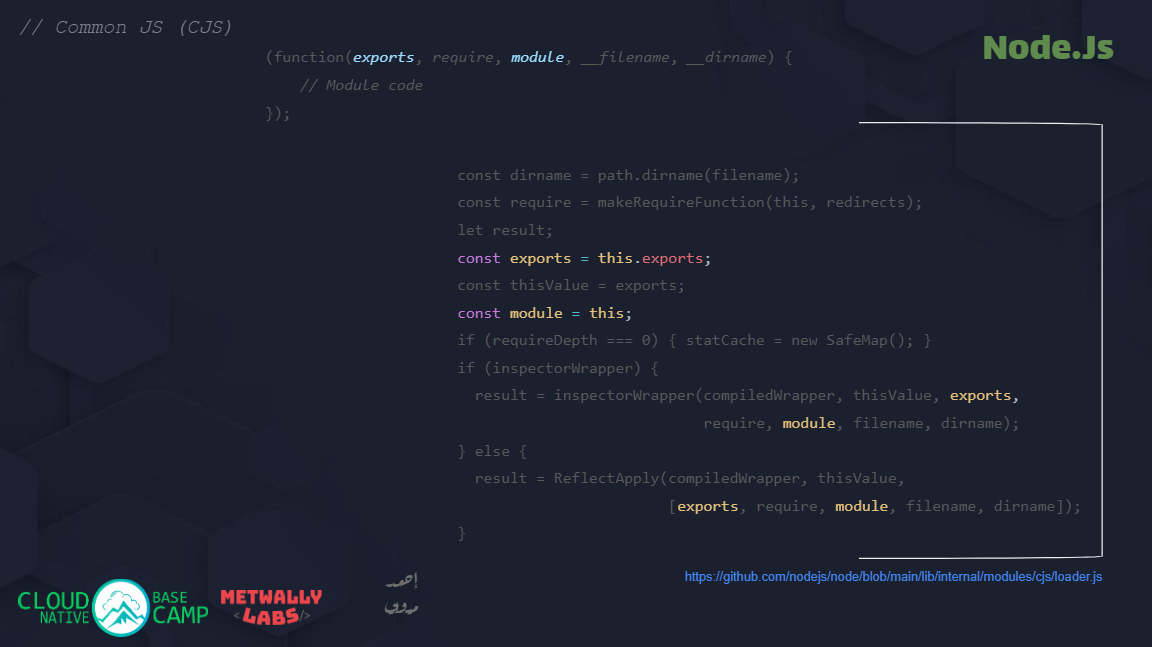 // Common JS (CJS)
Node.Js
(function(exports, require, module, __filename, __dirname) {
// Module code
});
const dirname = path.dirname(filename);
const require = makeRequireFunction(this, redirects);
let result;
const exports = this.exports;
const thisValue = exports;
const module = this;
if (requireDepth === 0) { statCache = new SafeMap(); }
if (inspectorWrapper) {
result = inspectorWrapper(compiledWrapper, thisValue, exports,
require, module, filename, dirname);
} else {
result = ReflectApply(compiledWrapper, thisValue,
[exports, require, module, filename, dirname]);
}
https://github.com/nodejs/node/blob/main/lib/internal/modules/cjs/loader.js
CLOUD NATIVE
BASE CAMP
METWALLY
<LABS/>
أحمد